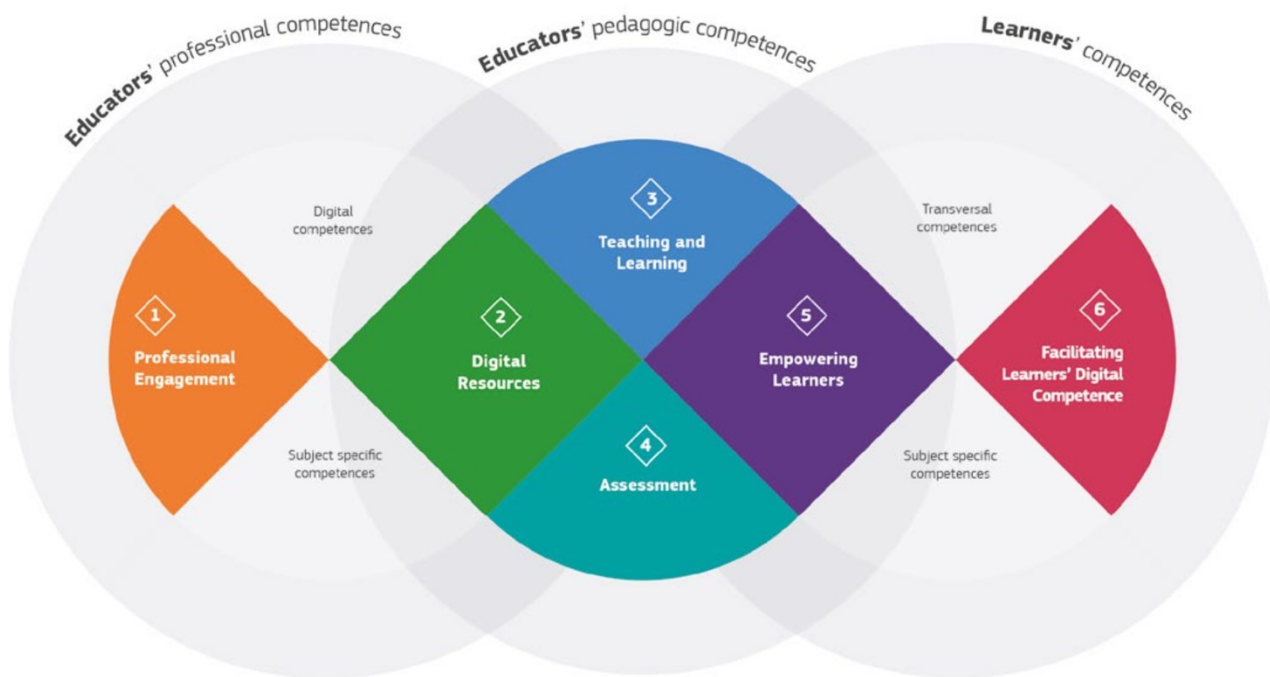 Educators' professional competences
Educators' pedagogic competences
Learners' competences
Digital
competences
Transversal
competences
1
Professional
Engagement
2
Digital
Resources
3
Teaching and
Learning
4
Assessment
5
Empowering
Learners
6
Facilitating
Learners' Digital
Competence
Subject specific
competences
Subject specific
competences